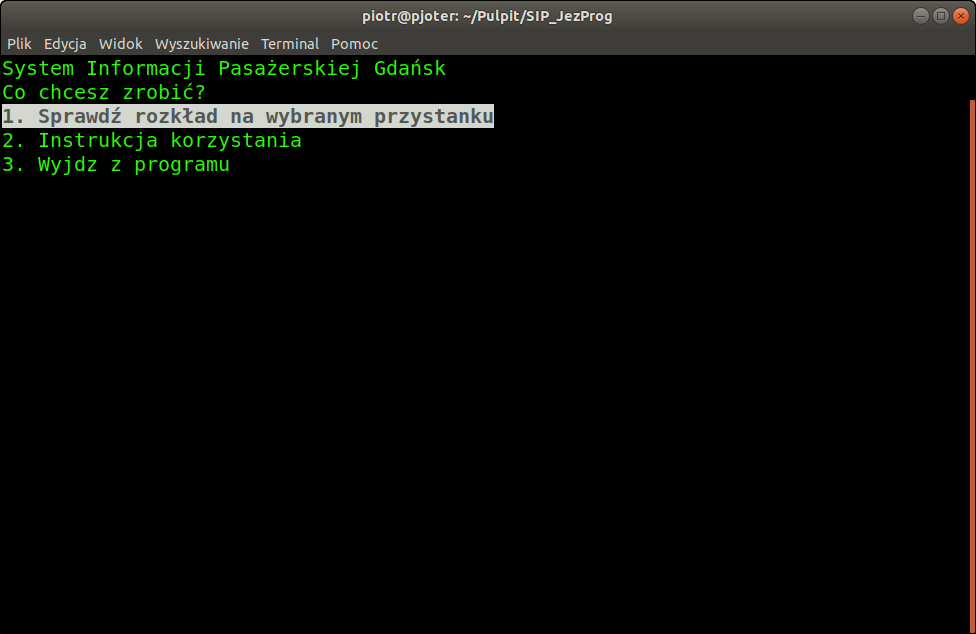 piotr@pjoter: ~/Pulpit/SIP_JezProg
Plik Edycja Widok Wyszukiwanie Terminal Pomoc
System Informacji Pasażerskiej Gdańsk
Co chcesz zrobić?
1. Sprawdź rozkład na wybranym przystanku
2. Instrukcja korzystania
3. Wyjdz z programu